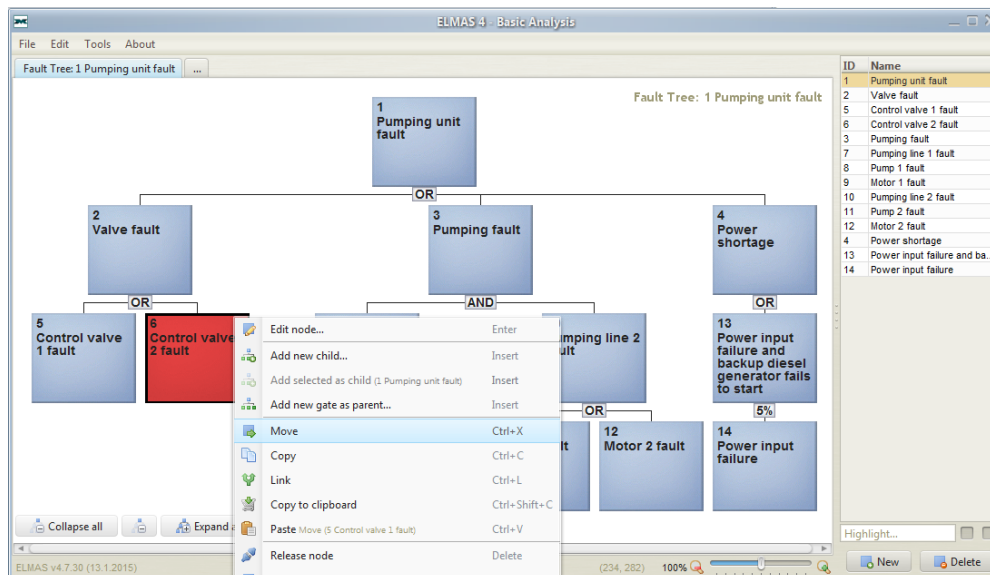 ELMAS 4 - Basic Analysis
File Edit Tools About
Fault Tree: 1 Pumping unit fault ...
Fault Tree: 1 Pumping unit fault
1
Pumping unit
fault
OR
2
Valve fault
3
Pumping fault
4
Power
shortage
OR
AND
OR
5
Control valve
1 fault
6
Control valve
2 fault
umping line 2
ult
13
Power input
failure and
backup diesel
generator fails
to start
OR
5%
lt
12
Motor 2 fault
14
Power input
failure
Edit node... Enter
Add new child... Insert
Add selected as child (1 Pumping unit fault) Insert
Add new gate as parent... Insert
Move Ctrl+X
Copy Ctrl+C
Link Ctrl+L
Copy to clipboard Ctrl+Shift+C
Paste Move (5 Control valve 1 fault) Ctrl+V
Release node Delete
Collapse all
Expand a
ELMAS v4.7.30 (13.1.2015)
(234, 282) 100%
ID Name
1 Pumping unit fault
2 Valve fault
5 Control valve 1 fault
6 Control valve 2 fault
3 Pumping fault
7 Pumping line 1 fault
8 Pump 1 fault
9 Motor 1 fault
10 Pumping line 2 fault
11 Pump 2 fault
12 Motor 2 fault
4 Power shortage
13 Power input failure and ba...
14 Power input failure
Highlight...
New Delete